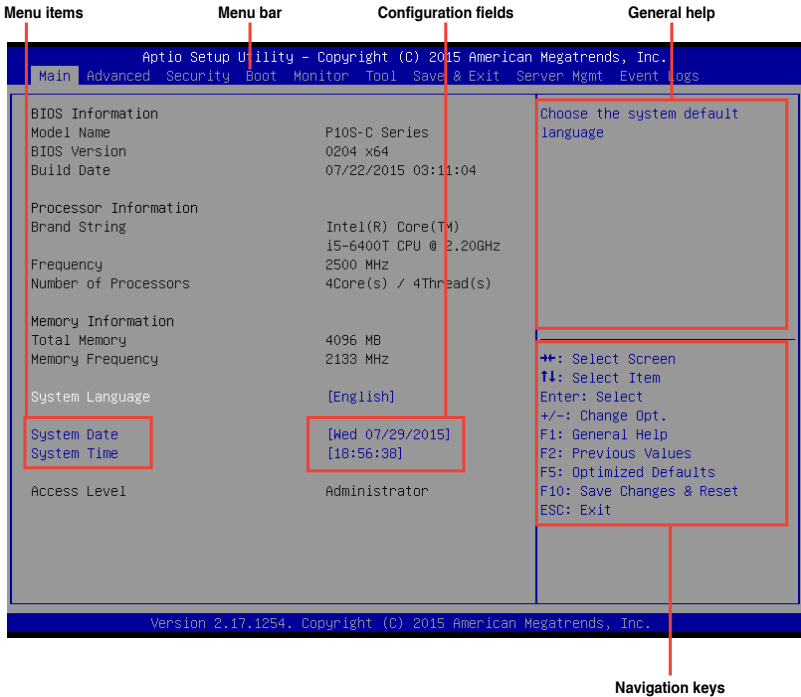 Menu items Menu bar Configuration fields General help
Aptio Setup Utility – Copyright (C) 2015 American Megatrends, Inc.
Main Advanced Security Boot Monitor Tool Save & Exit Server Mgmt Event Logs
BIOS Information
Model Name P10S-C Series
BIOS Version 0204 x64
Build Date 07/22/2015 03:11:04
Processor Information
Brand String Intel(R) Core(TM)
i5-6400T CPU @ 2.20GHz
Frequency 2500 MHz
Number of Processors 4Core(s) / 4Thread(s)
Memory Information
Total Memory 4096 MB
Memory Frequency 2133 MHz
System Language [English]
System Date [Wed 07/29/2015]
System Time [18:56:38]
Access Level Administrator
Choose the system default
language
→←: Select Screen
↑↓: Select Item
Enter: Select
+/-: Change Opt.
F1: General Help
F2: Previous Values
F5: Optimized Defaults
F10: Save Changes & Reset
ESC: Exit
Version 2.17.1254. Copyright (C) 2015 American Megatrends, Inc.
Navigation keys